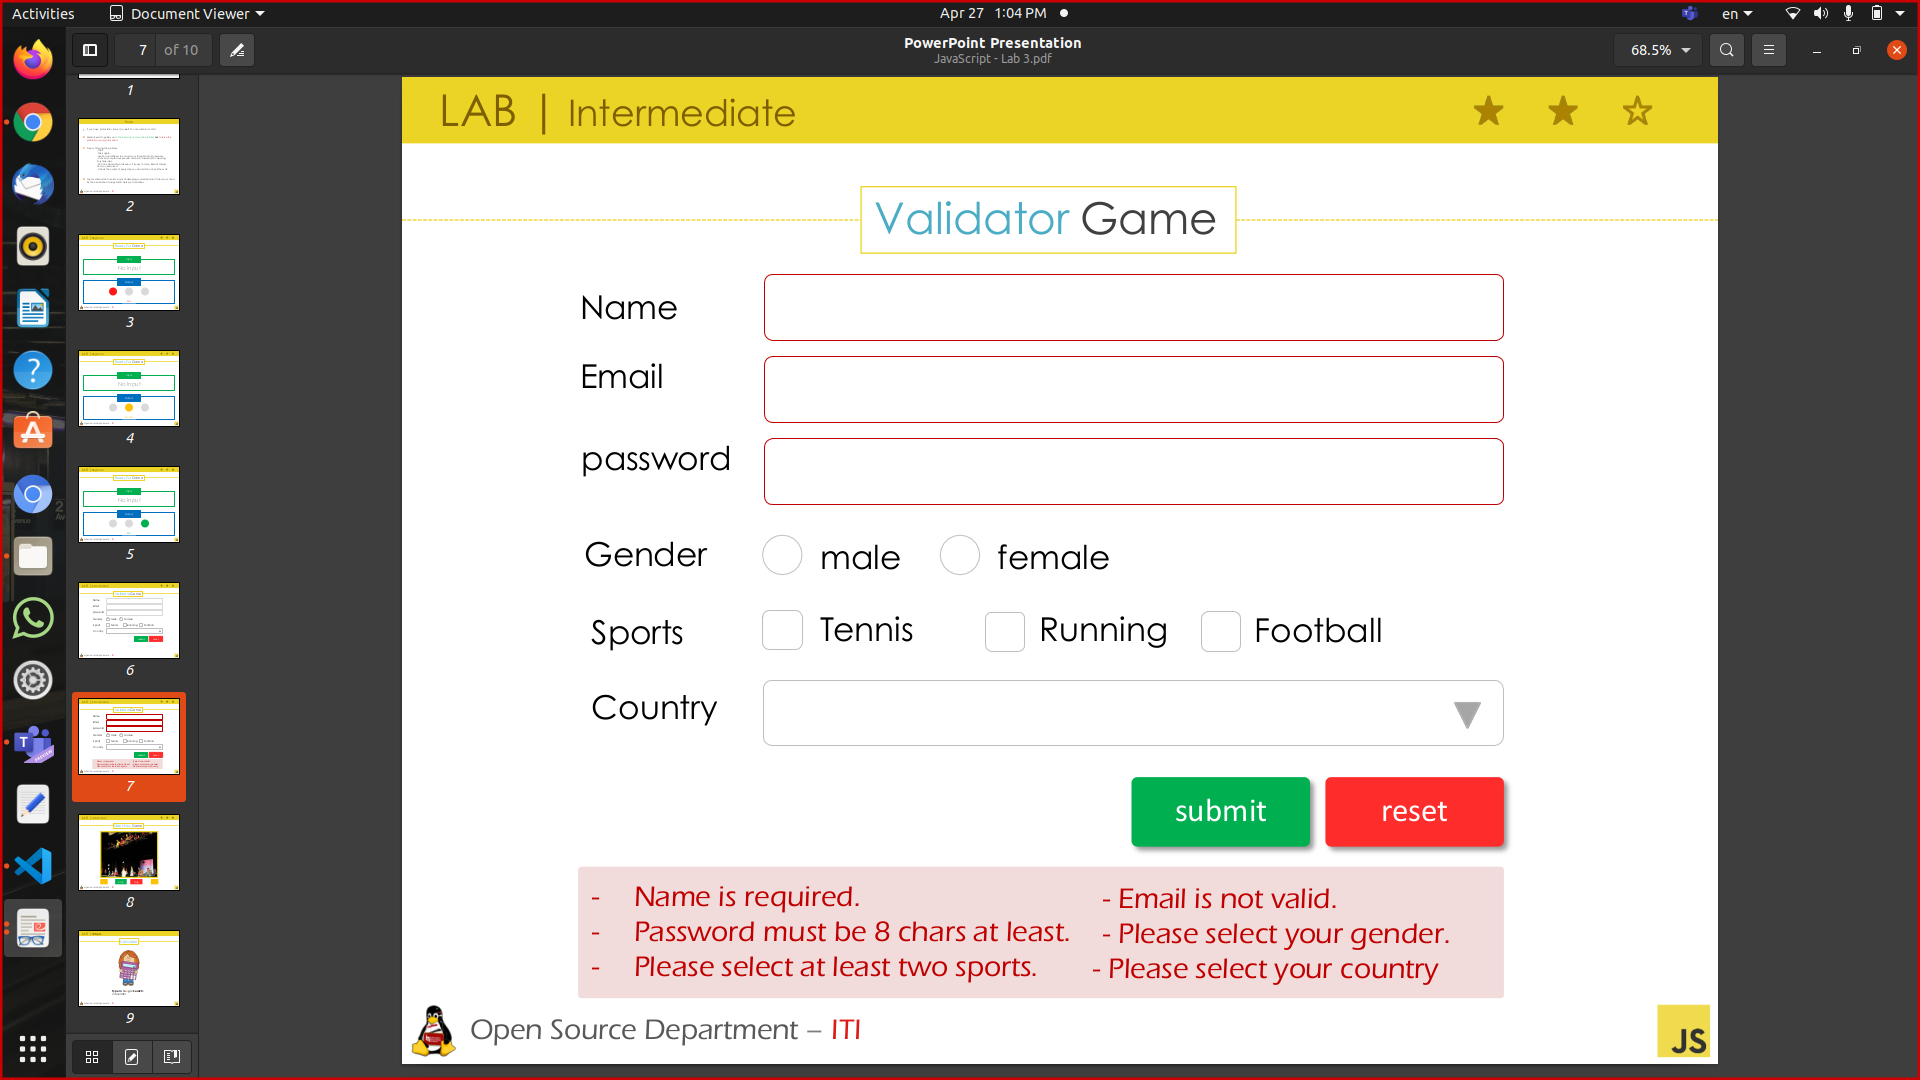 Activities
Document Viewer
Apr 27 1:04 PM
en
7 of 10
PowerPoint Presentation
JavaScript - Lab 3.pdf
68.5%
1
2
3
4
5
6
7
8
9
LAB | Intermediate
Validator Game
Name
Email
password
Gender
male
female
Sports
Tennis
Running
Football
Country
submit
reset
- Name is required.
- Email is not valid.
- Password must be 8 chars at least.
- Please select your gender.
- Please select at least two sports.
- Please select your country
Open Source Department – ITI
JS